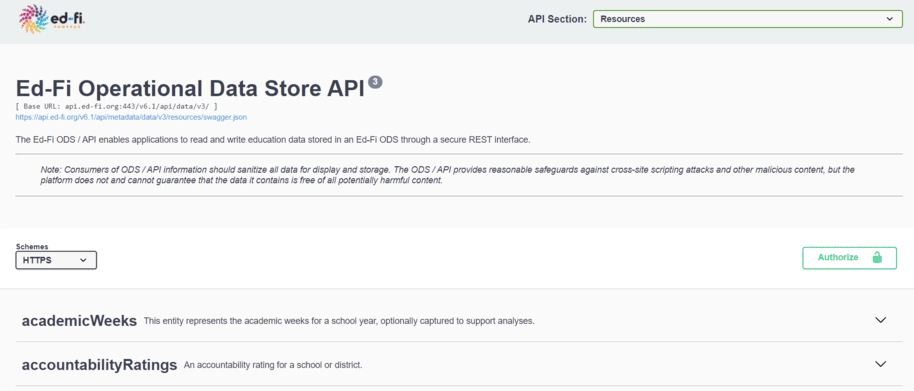 ed-fi.
API Section: Resources
Ed-Fi Operational Data Store API 3
[ Base URL: api.ed-fi.org:443/v6.1/api/data/v3/ ]
https://api.ed-fi.org/v6.1/api/metadata/data/v3/resources/swagger.json
The Ed-Fi ODS / API enables applications to read and write education data stored in an Ed-Fi ODS through a secure REST interface.
Note: Consumers of ODS / API information should sanitize all data for display and storage. The ODS / API provides reasonable safeguards against cross-site scripting attacks and other malicious content, but the
platform does not and cannot guarantee that the data it contains is free of all potentially harmful content.
Schemes
HTTPS
Authorize
academicWeeks This entity represents the academic weeks for a school year, optionally captured to support analyses.
accountabilityRatings An accountability rating for a school or district.